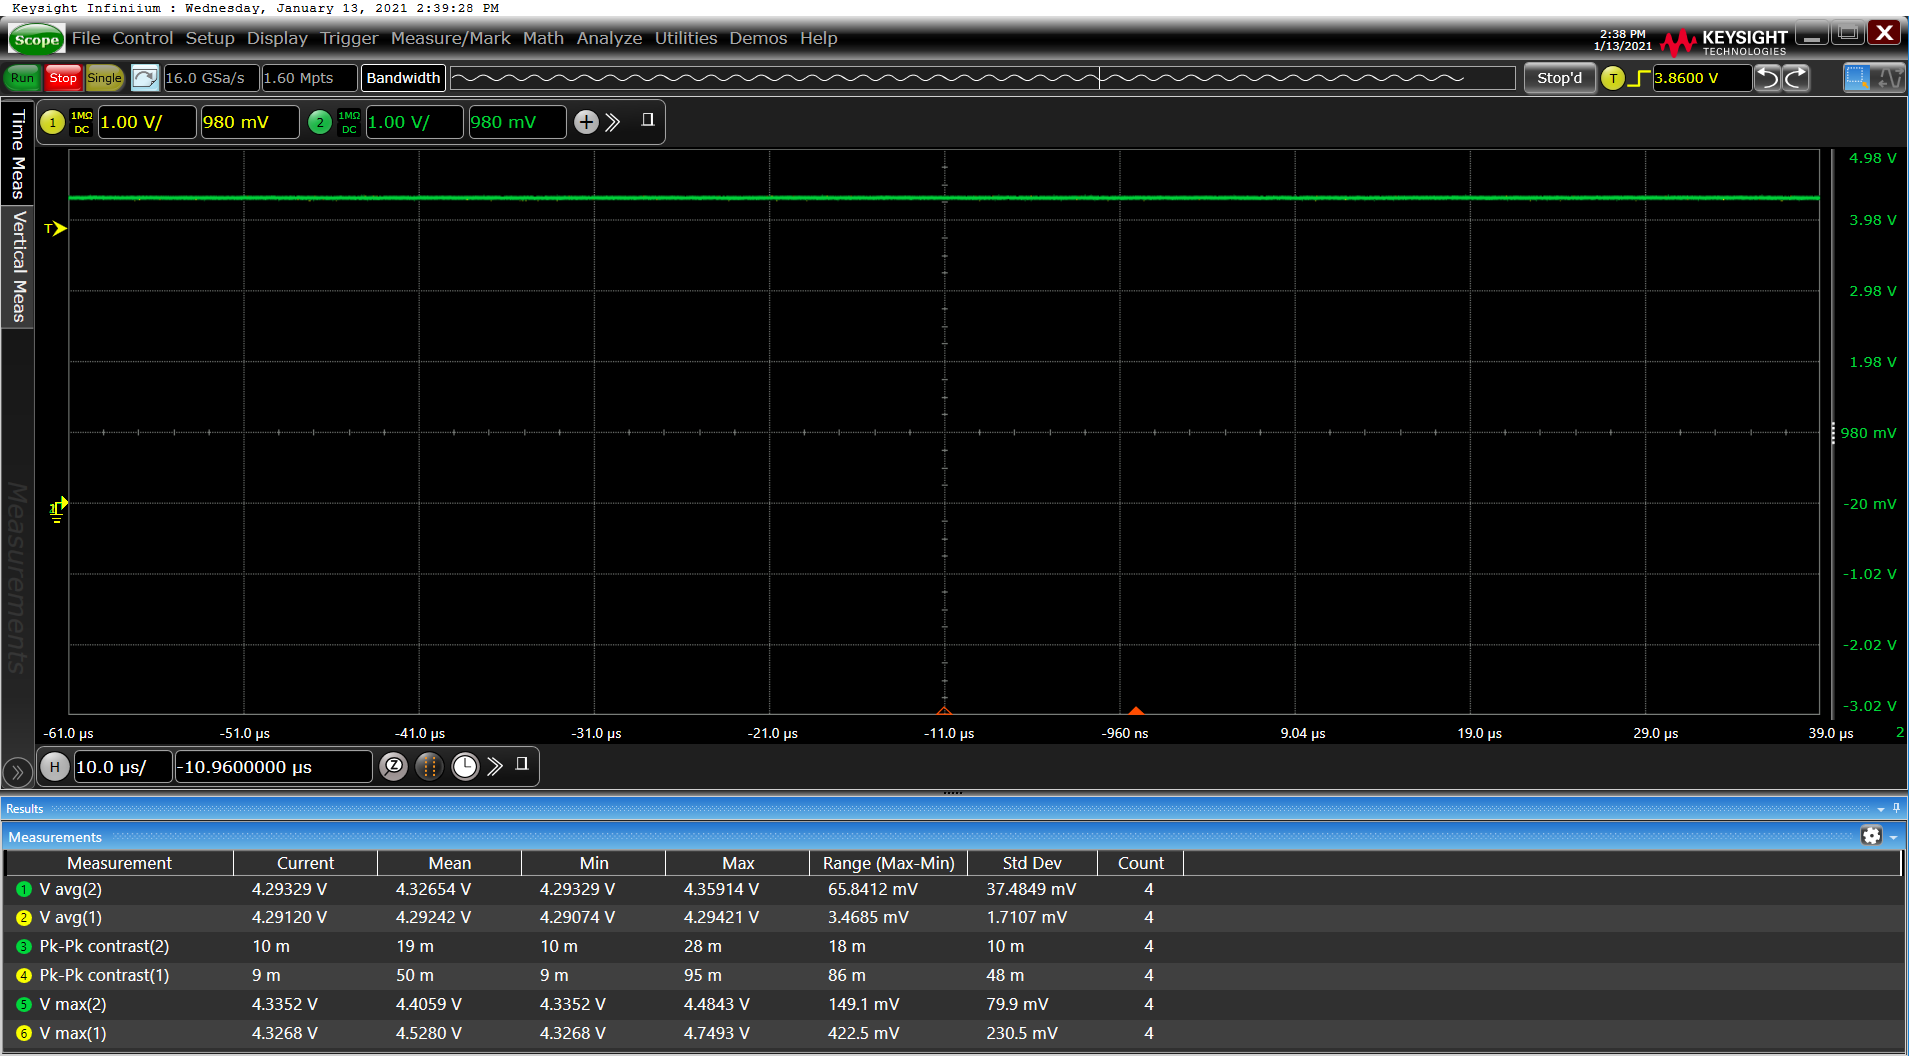 Keysight Infiniium : Wednesday, January 13, 2021 2:39:28 PM
Scope File Control Setup Display Trigger Measure/Mark Math Analyze Utilities Demos Help
2:38 PM
1/13/2021
KEYSIGHT
TECHNOLOGIES
Run Stop Single 16.0 GSa/s 1.60 Mpts Bandwidth Stop'd T 3.8600 V
1 1MΩ DC 1.00 V/ 980 mV 2 1MΩ DC 1.00 V/ 980 mV
Time Meas
Vertical Meas
Measurements
4.98 V
T
3.98 V
2.98 V
1.98 V
980 mV
-20 mV
-1.02 V
-2.02 V
-3.02 V
-61.0 µs -51.0 µs -41.0 µs -31.0 µs -21.0 µs -11.0 µs -960 ns 9.04 µs 19.0 µs 29.0 µs 39.0 µs 2
H 10.0 µs/ -10.9600000 µs Z
Results
Measurements
Measurement Current Mean Min Max Range (Max-Min) Std Dev Count
1 V avg(2) 4.29329 V 4.32654 V 4.29329 V 4.35914 V 65.8412 mV 37.4849 mV 4
2 V avg(1) 4.29120 V 4.29242 V 4.29074 V 4.29421 V 3.4685 mV 1.7107 mV 4
3 Pk-Pk contrast(2) 10 m 19 m 10 m 28 m 18 m 10 m 4
4 Pk-Pk contrast(1) 9 m 50 m 9 m 95 m 86 m 48 m 4
5 V max(2) 4.3352 V 4.4059 V 4.3352 V 4.4843 V 149.1 mV 79.9 mV 4
6 V max(1) 4.3268 V 4.5280 V 4.3268 V 4.7493 V 422.5 mV 230.5 mV 4